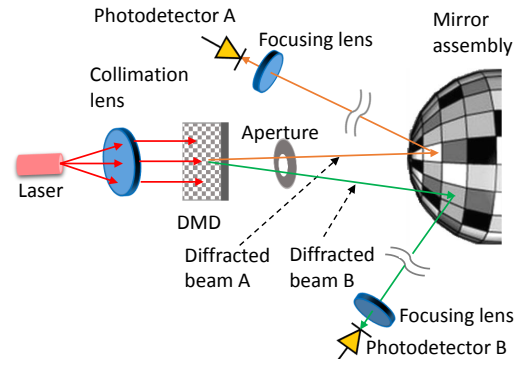 Photodetector A
Focusing lens
Mirror
assembly
Collimation
lens
Aperture
Laser
DMD
Diffracted
beam A
Diffracted
beam B
Focusing lens
Photodetector B